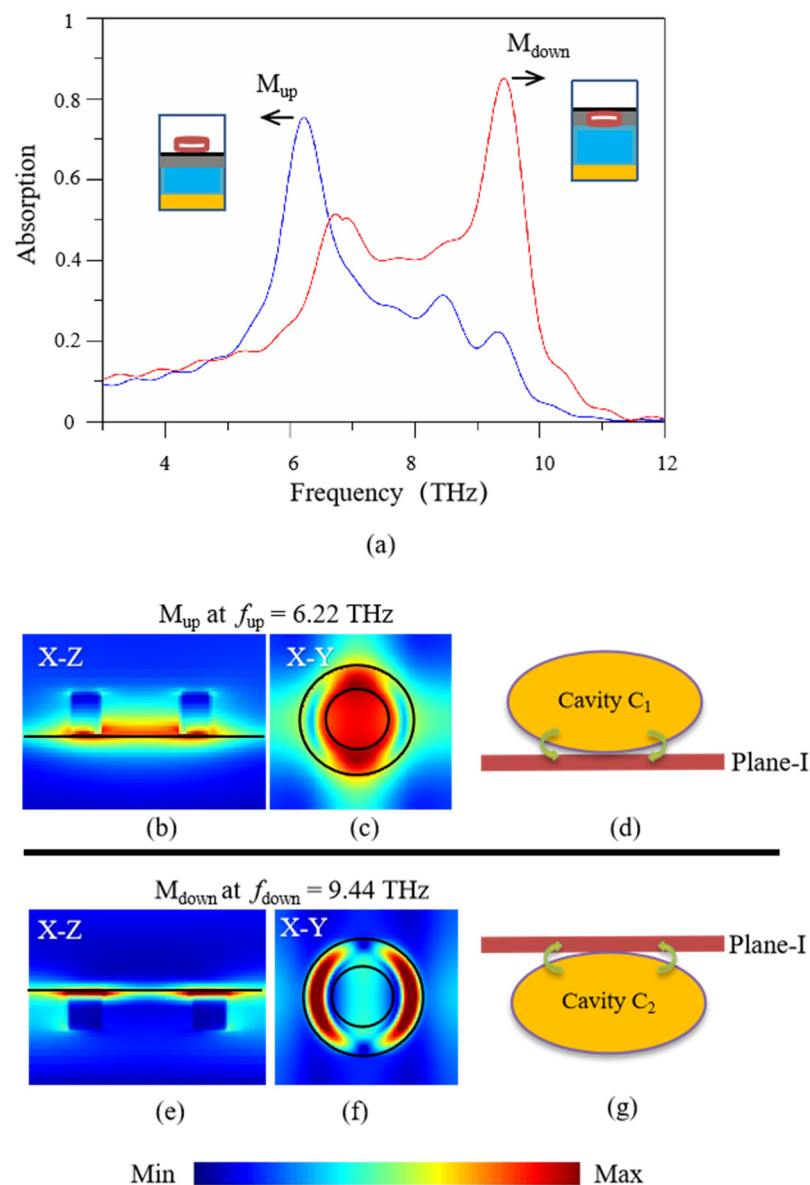 1
M_down
M_up
0.8
0.6
Absorption
0.4
0.2
0
4 6 8 10 12
Frequency (THz)
(a)
M_up at f_up = 6.22 THz
X-Z X-Y
Cavity C_1
Plane-I
(b) (c) (d)
M_down at f_down = 9.44 THz
X-Z X-Y
Plane-I
Cavity C_2
(e) (f) (g)
Min Max